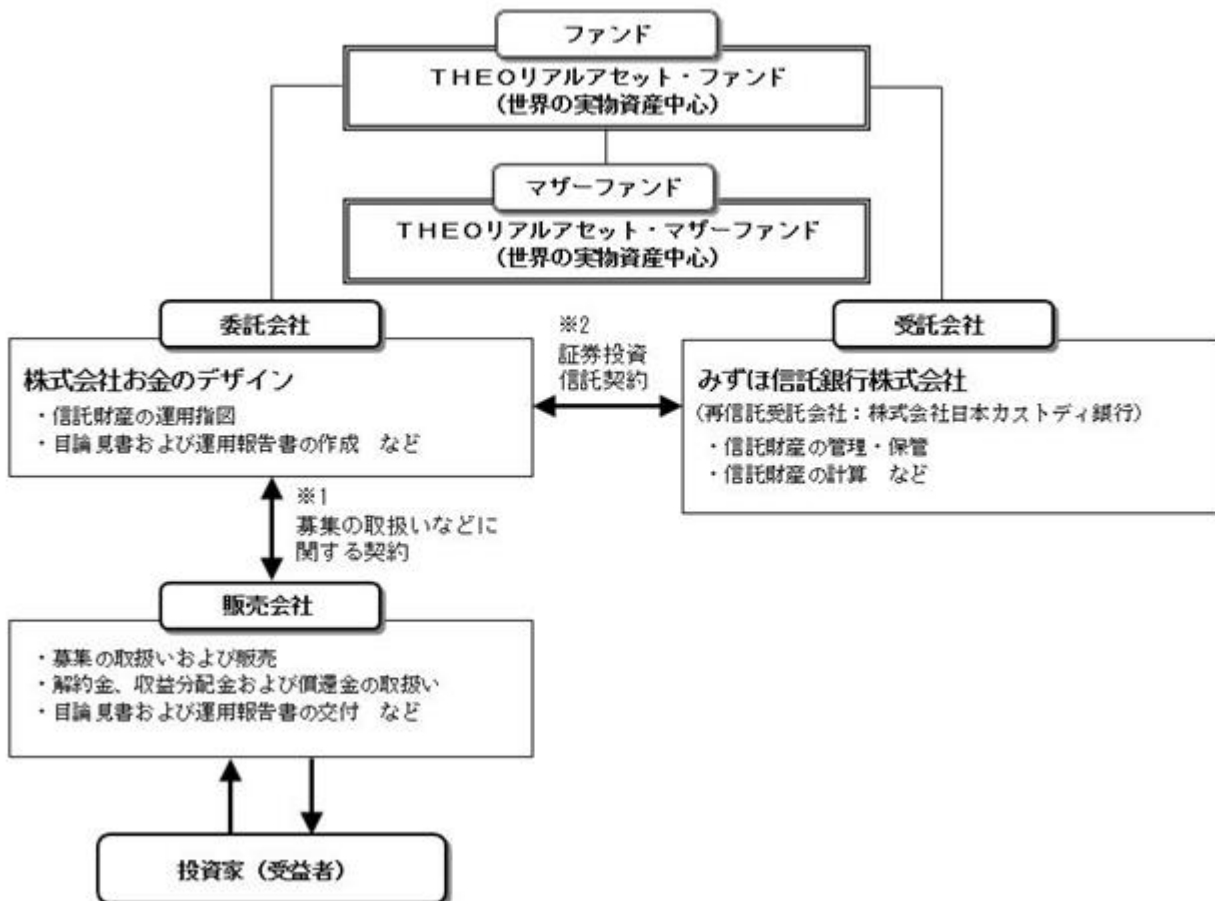 ファンド
THEOリアルアセット・ファンド
(世界の実物資産中心)
マザーファンド
THEOリアルアセット・マザーファンド
(世界の実物資産中心)
委託会社
株式会社お金のデザイン
・信託財産の運用指図
・目論見書および運用報告書の作成 など
※2
証券投資
信託契約
受託会社
みずほ信託銀行株式会社
(再信託受託会社:株式会社日本カストディ銀行)
・信託財産の管理・保管
・信託財産の計算 など
※1
募集の取扱いなどに
関する契約
販売会社
・募集の取扱いおよび販売
・解約金、収益分配金および償還金の取扱い
・目論見書および運用報告書の交付 など
投資家(受益者)